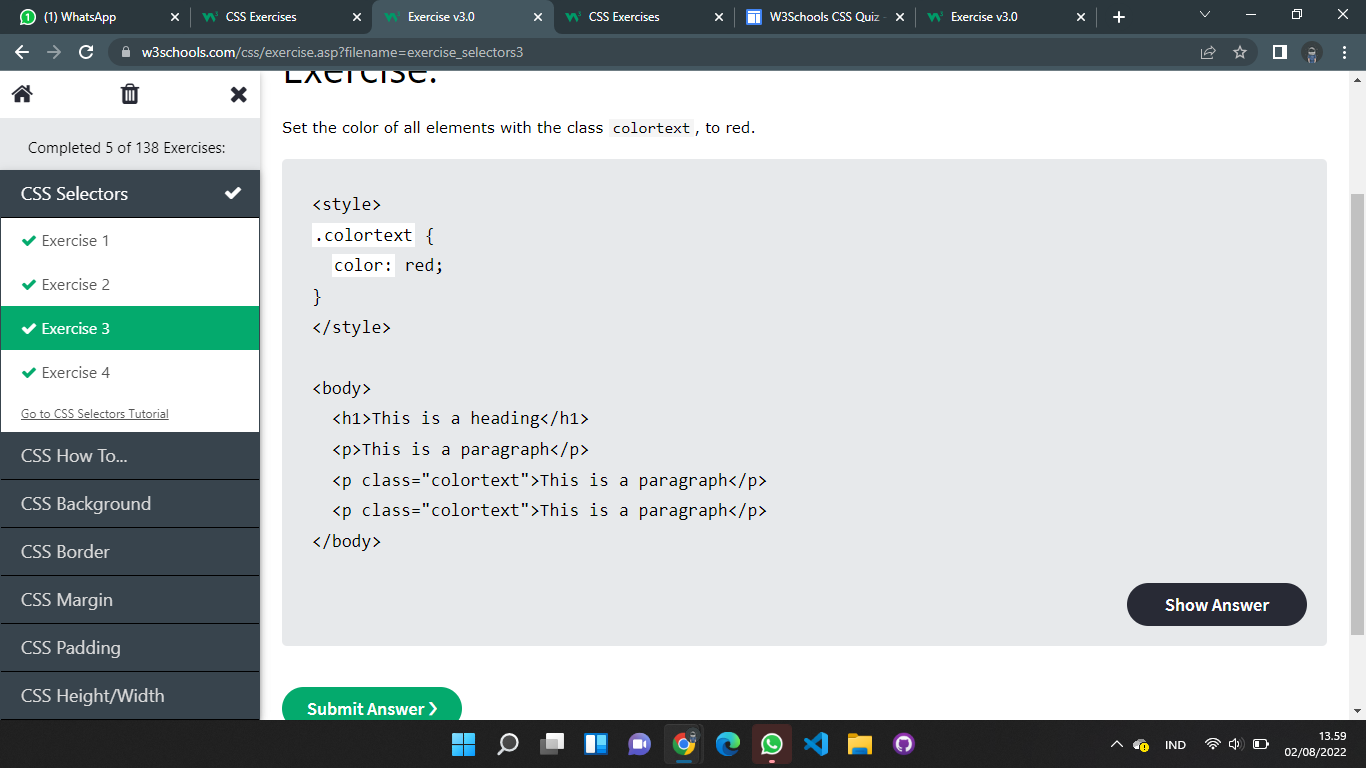 (1) WhatsApp
CSS Exercises
Exercise v3.0
CSS Exercises
W3Schools CSS Quiz -
Exercise v3.0
w3schools.com/css/exercise.asp?filename=exercise_selectors3
Completed 5 of 138 Exercises:
CSS Selectors
Exercise 1
Exercise 2
Exercise 3
Exercise 4
Go to CSS Selectors Tutorial
CSS How To...
CSS Background
CSS Border
CSS Margin
CSS Padding
CSS Height/Width
Exercise:
Set the color of all elements with the class colortext, to red.
<style>
.colortext {
  color: red;
}
</style>
<body>
  <h1>This is a heading</h1>
  <p>This is a paragraph</p>
  <p class="colortext">This is a paragraph</p>
  <p class="colortext">This is a paragraph</p>
</body>
Show Answer
Submit Answer ❯
IND
13.59
02/08/2022